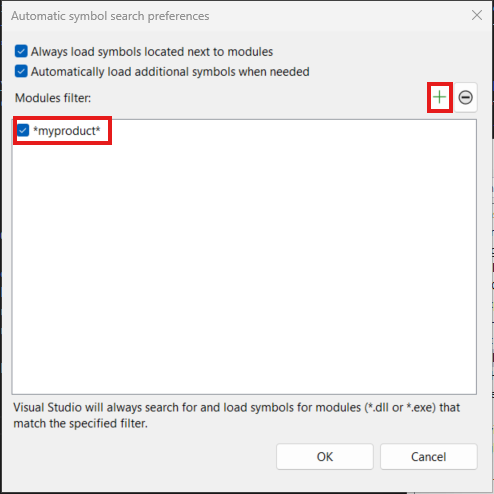 Automatic symbol search preferences
Always load symbols located next to modules
Automatically load additional symbols when needed
Modules filter:
*myproduct*
Visual Studio will always search for and load symbols for modules (*.dll or *.exe) that
match the specified filter.
OK
Cancel